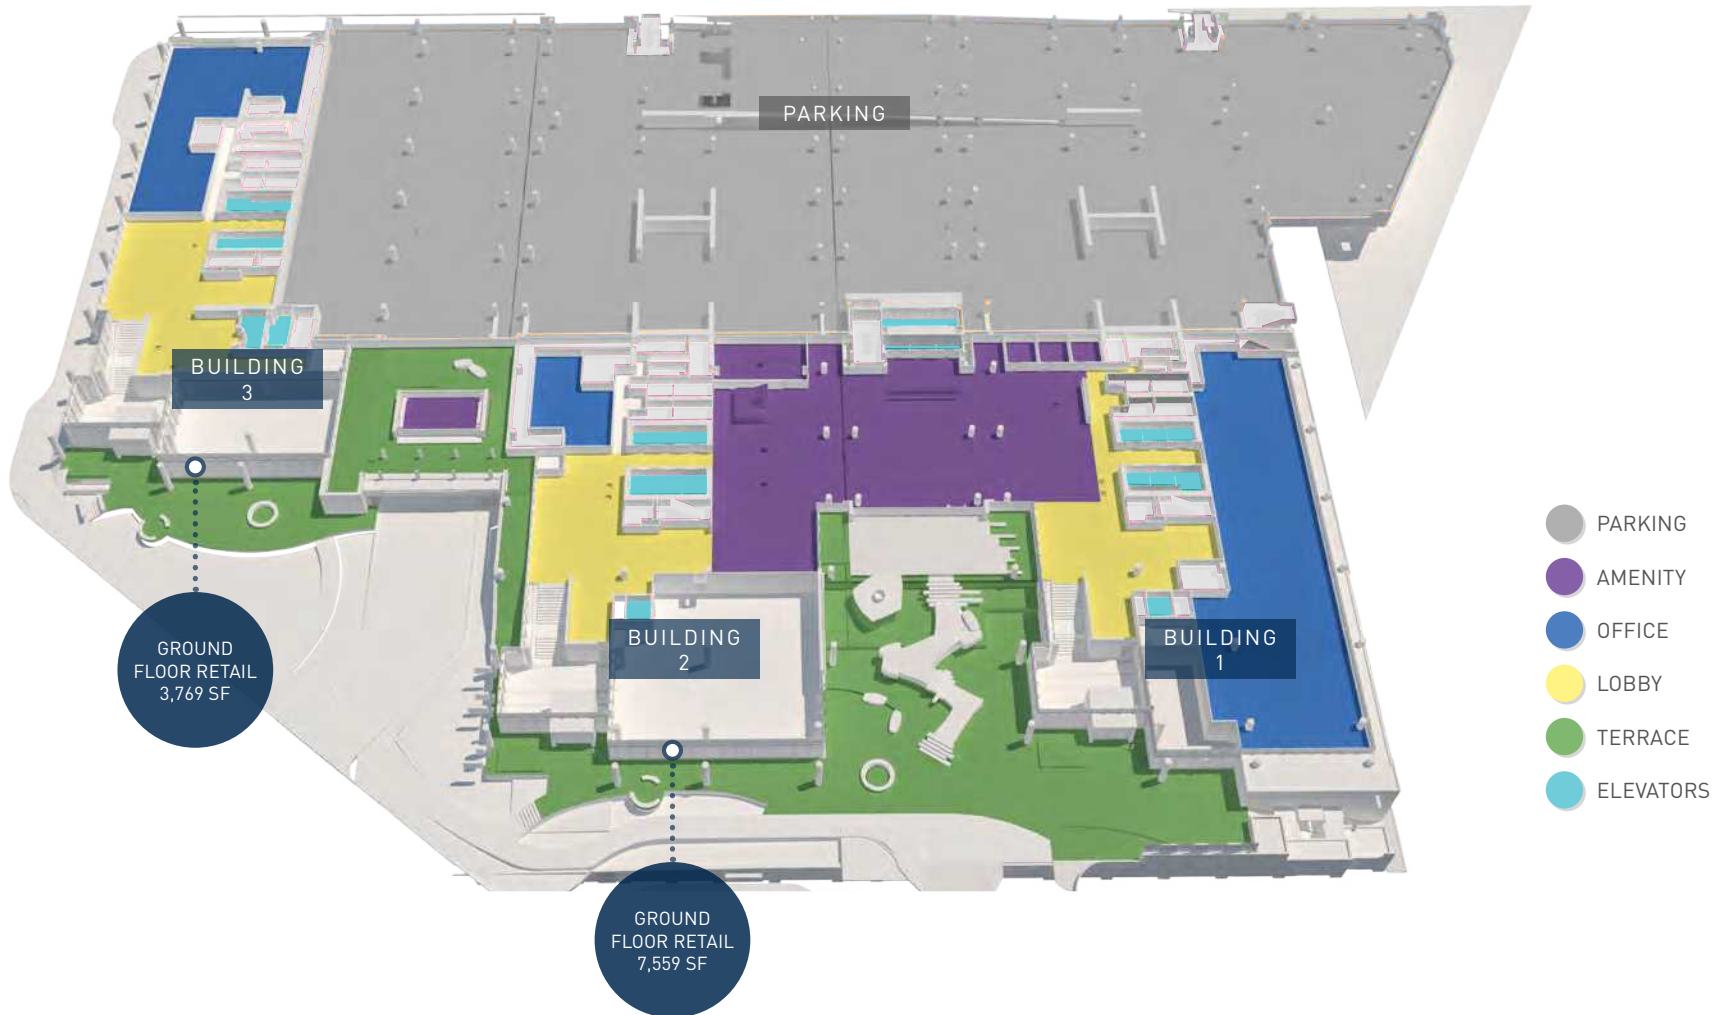 PARKING
BUILDING
3
BUILDING
2
BUILDING
1
GROUND
FLOOR RETAIL
3,769 SF
GROUND
FLOOR RETAIL
7,559 SF
PARKING
AMENITY
OFFICE
LOBBY
TERRACE
ELEVATORS